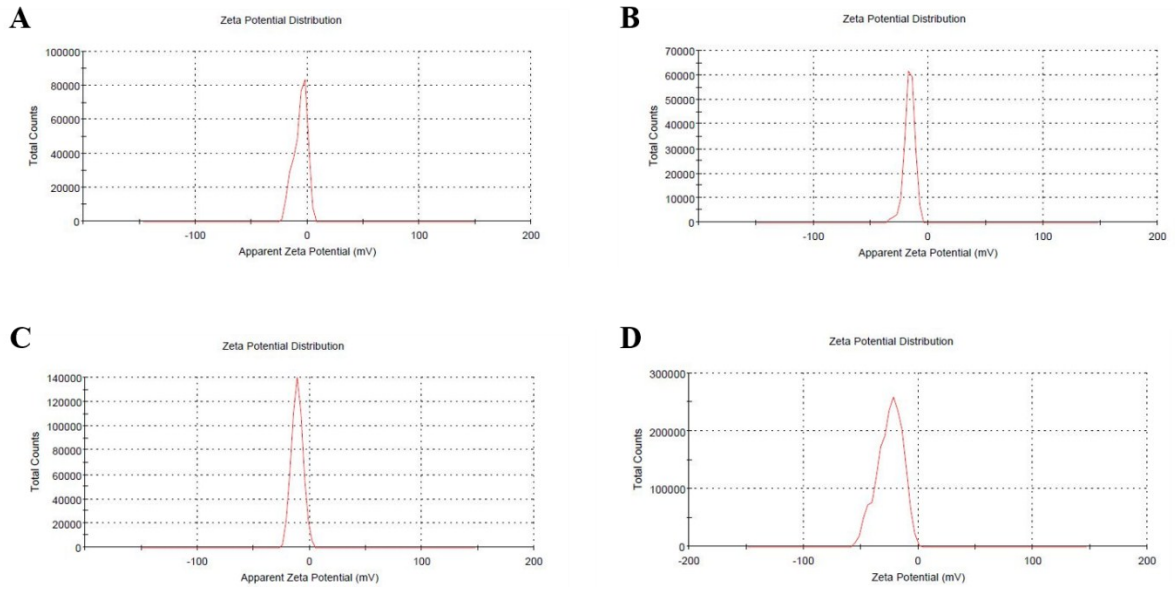 A
Zeta Potential Distribution
Total Counts
100000
80000
60000
40000
20000
0
-100
0
100
200
Apparent Zeta Potential (mV)
B
Zeta Potential Distribution
Total Counts
70000
60000
50000
40000
30000
20000
10000
0
-100
0
100
200
Apparent Zeta Potential (mV)
C
Zeta Potential Distribution
Total Counts
140000
120000
100000
80000
60000
40000
20000
0
-100
0
100
200
Apparent Zeta Potential (mV)
D
Zeta Potential Distribution
Total Counts
300000
200000
100000
0
-200
-100
0
100
200
Zeta Potential (mV)